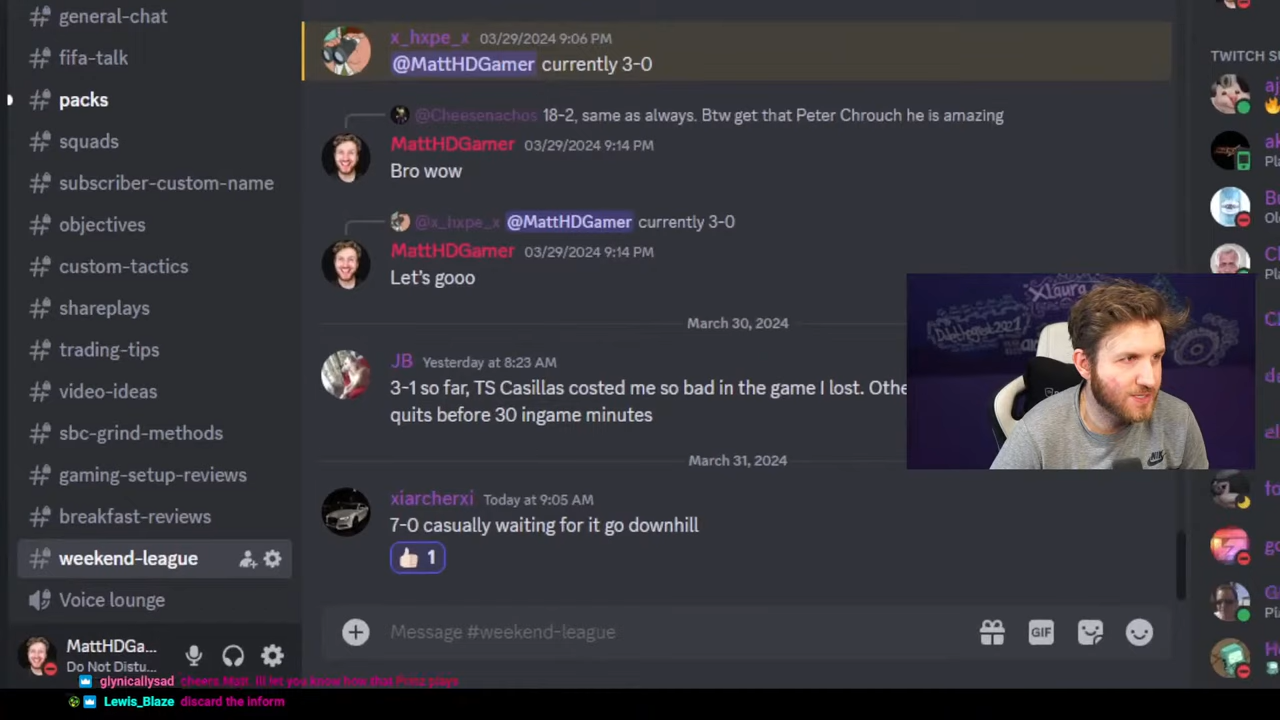 general-chat
fifa-talk
packs
squads
subscriber-custom-name
objectives
custom-tactics
shareplays
trading-tips
video-ideas
sbc-grind-methods
gaming-setup-reviews
breakfast-reviews
weekend-league
Voice lounge
MattHDGa...
Do Not Distu...
x_hxpe_x 03/29/2024 9:06 PM
@MattHDGamer currently 3-0
@Cheesenachos 18-2, same as always. Btw get that Peter Chrouch he is amazing
MattHDGamer 03/29/2024 9:14 PM
Bro wow
@x_hxpe_x @MattHDGamer currently 3-0
MattHDGamer 03/29/2024 9:14 PM
Let's gooo
March 30, 2024
JB Yesterday at 8:23 AM
3-1 so far, TS Casillas costed me so bad in the game I lost. Othe
quits before 30 ingame minutes
March 31, 2024
xiarcherxi Today at 9:05 AM
7-0 casually waiting for it go downhill
1
Message #weekend-league
GIF
TWITCH SU
xLaura
glynicallysad cheers Matt. Ill let you know how that Prinz plays
Lewis_Blaze discard the inform